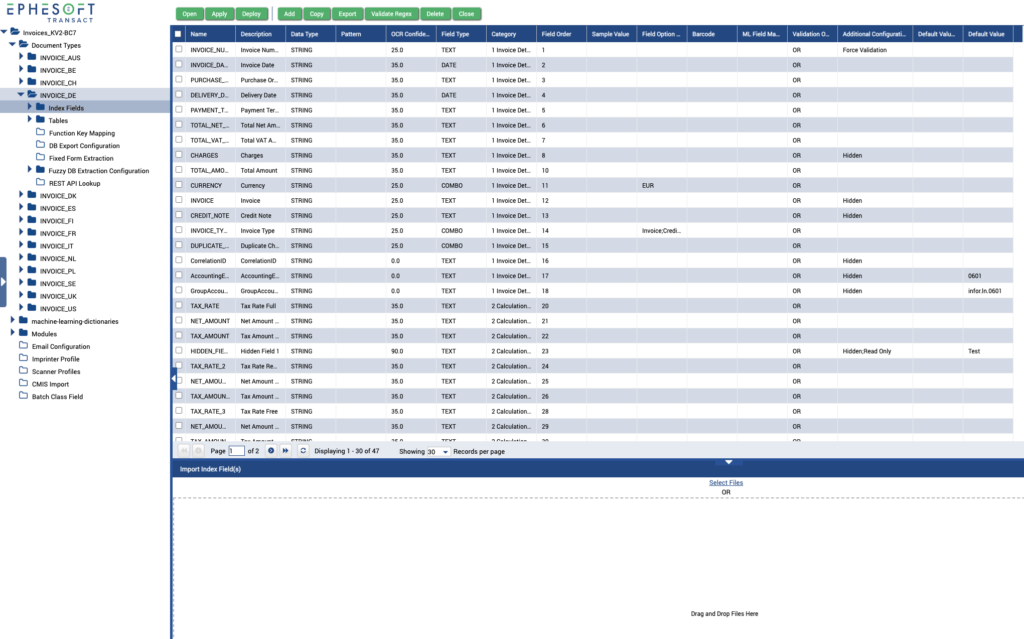 EPHESOFT
TRANSACT
Open Apply Deploy Add Copy Export Validate Regex Delete Close
Invoices_KV2-BC7
Document Types
INVOICE_AUS
INVOICE_BE
INVOICE_CH
INVOICE_DE
Index Fields
Tables
Function Key Mapping
DB Export Configuration
Fixed Form Extraction
Fuzzy DB Extraction Configuration
REST API Lookup
INVOICE_DK
INVOICE_ES
INVOICE_FI
INVOICE_FR
INVOICE_IT
INVOICE_NL
INVOICE_PL
INVOICE_SE
INVOICE_UK
INVOICE_US
machine-learning-dictionaries
Modules
Email Configuration
Imprinter Profile
Scanner Profiles
CMIS Import
Batch Class Field
Name Description Data Type Pattern OCR Confide... Field Type Category Field Order Sample Value Field Option ... Barcode ML Field Ma... Validation O... Additional Configurati... Default Valu... Default Value
INVOICE_NU... Invoice Num... STRING 25.0 TEXT 1 Invoice Det... 1 OR Force Validation
INVOICE_DA... Invoice Date STRING 35.0 DATE 1 Invoice Det... 2 OR
PURCHASE_... Purchase Or... STRING 35.0 TEXT 1 Invoice Det... 3 OR
DELIVERY_D... Delivery Date STRING 35.0 DATE 1 Invoice Det... 4 OR
PAYMENT_T... Payment Ter... STRING 35.0 TEXT 1 Invoice Det... 5 OR
TOTAL_NET_... Total Net Am... STRING 35.0 TEXT 1 Invoice Det... 6 OR
TOTAL_VAT_... Total VAT A... STRING 35.0 TEXT 1 Invoice Det... 7 OR
CHARGES Charges STRING 35.0 TEXT 1 Invoice Det... 8 OR Hidden
TOTAL_AMO... Total Amount STRING 35.0 TEXT 1 Invoice Det... 10 OR
CURRENCY Currency STRING 25.0 COMBO 1 Invoice Det... 11 EUR OR
INVOICE Invoice STRING 25.0 TEXT 1 Invoice Det... 12 OR Hidden
CREDIT_NOTE Credit Note STRING 25.0 TEXT 1 Invoice Det... 13 OR Hidden
INVOICE_TY... Invoice Type STRING 25.0 COMBO 1 Invoice Det... 14 Invoice;Credi... OR
DUPLICATE_... Duplicate Ch... STRING 25.0 COMBO 1 Invoice Det... 15 OR
CorrelationID CorrelationID STRING 0.0 TEXT 1 Invoice Det... 16 OR Hidden
AccountingE... AccountingE... STRING 0.0 TEXT 1 Invoice Det... 17 OR Hidden 0601
GroupAccou... GroupAccou... STRING 0.0 TEXT 1 Invoice Det... 18 OR Hidden infor.ln.0601
TAX_RATE Tax Rate Full STRING 35.0 TEXT 2 Calculation... 20 OR
NET_AMOUNT Net Amount ... STRING 35.0 TEXT 2 Calculation... 21 OR
TAX_AMOUNT Tax Amount ... STRING 35.0 TEXT 2 Calculation... 22 OR
HIDDEN_FIE... Hidden Field 1 STRING 90.0 TEXT 2 Calculation... 23 OR Hidden;Read Only Test
TAX_RATE_2 Tax Rate Re... STRING 35.0 TEXT 2 Calculation... 24 OR
NET_AMOU... Net Amount ... STRING 35.0 TEXT 2 Calculation... 25 OR
TAX_AMOUN... Tax Amount ... STRING 35.0 TEXT 2 Calculation... 26 OR
TAX_RATE_3 Tax Rate Free STRING 35.0 TEXT 2 Calculation... 28 OR
NET_AMOU... Net Amount ... STRING 35.0 TEXT 2 Calculation... 29 OR
Page 1 of 2 Displaying 1 - 30 of 47 Showing 30 Records per page
Import Index Field(s)
Select Files
OR
Drag and Drop Files Here